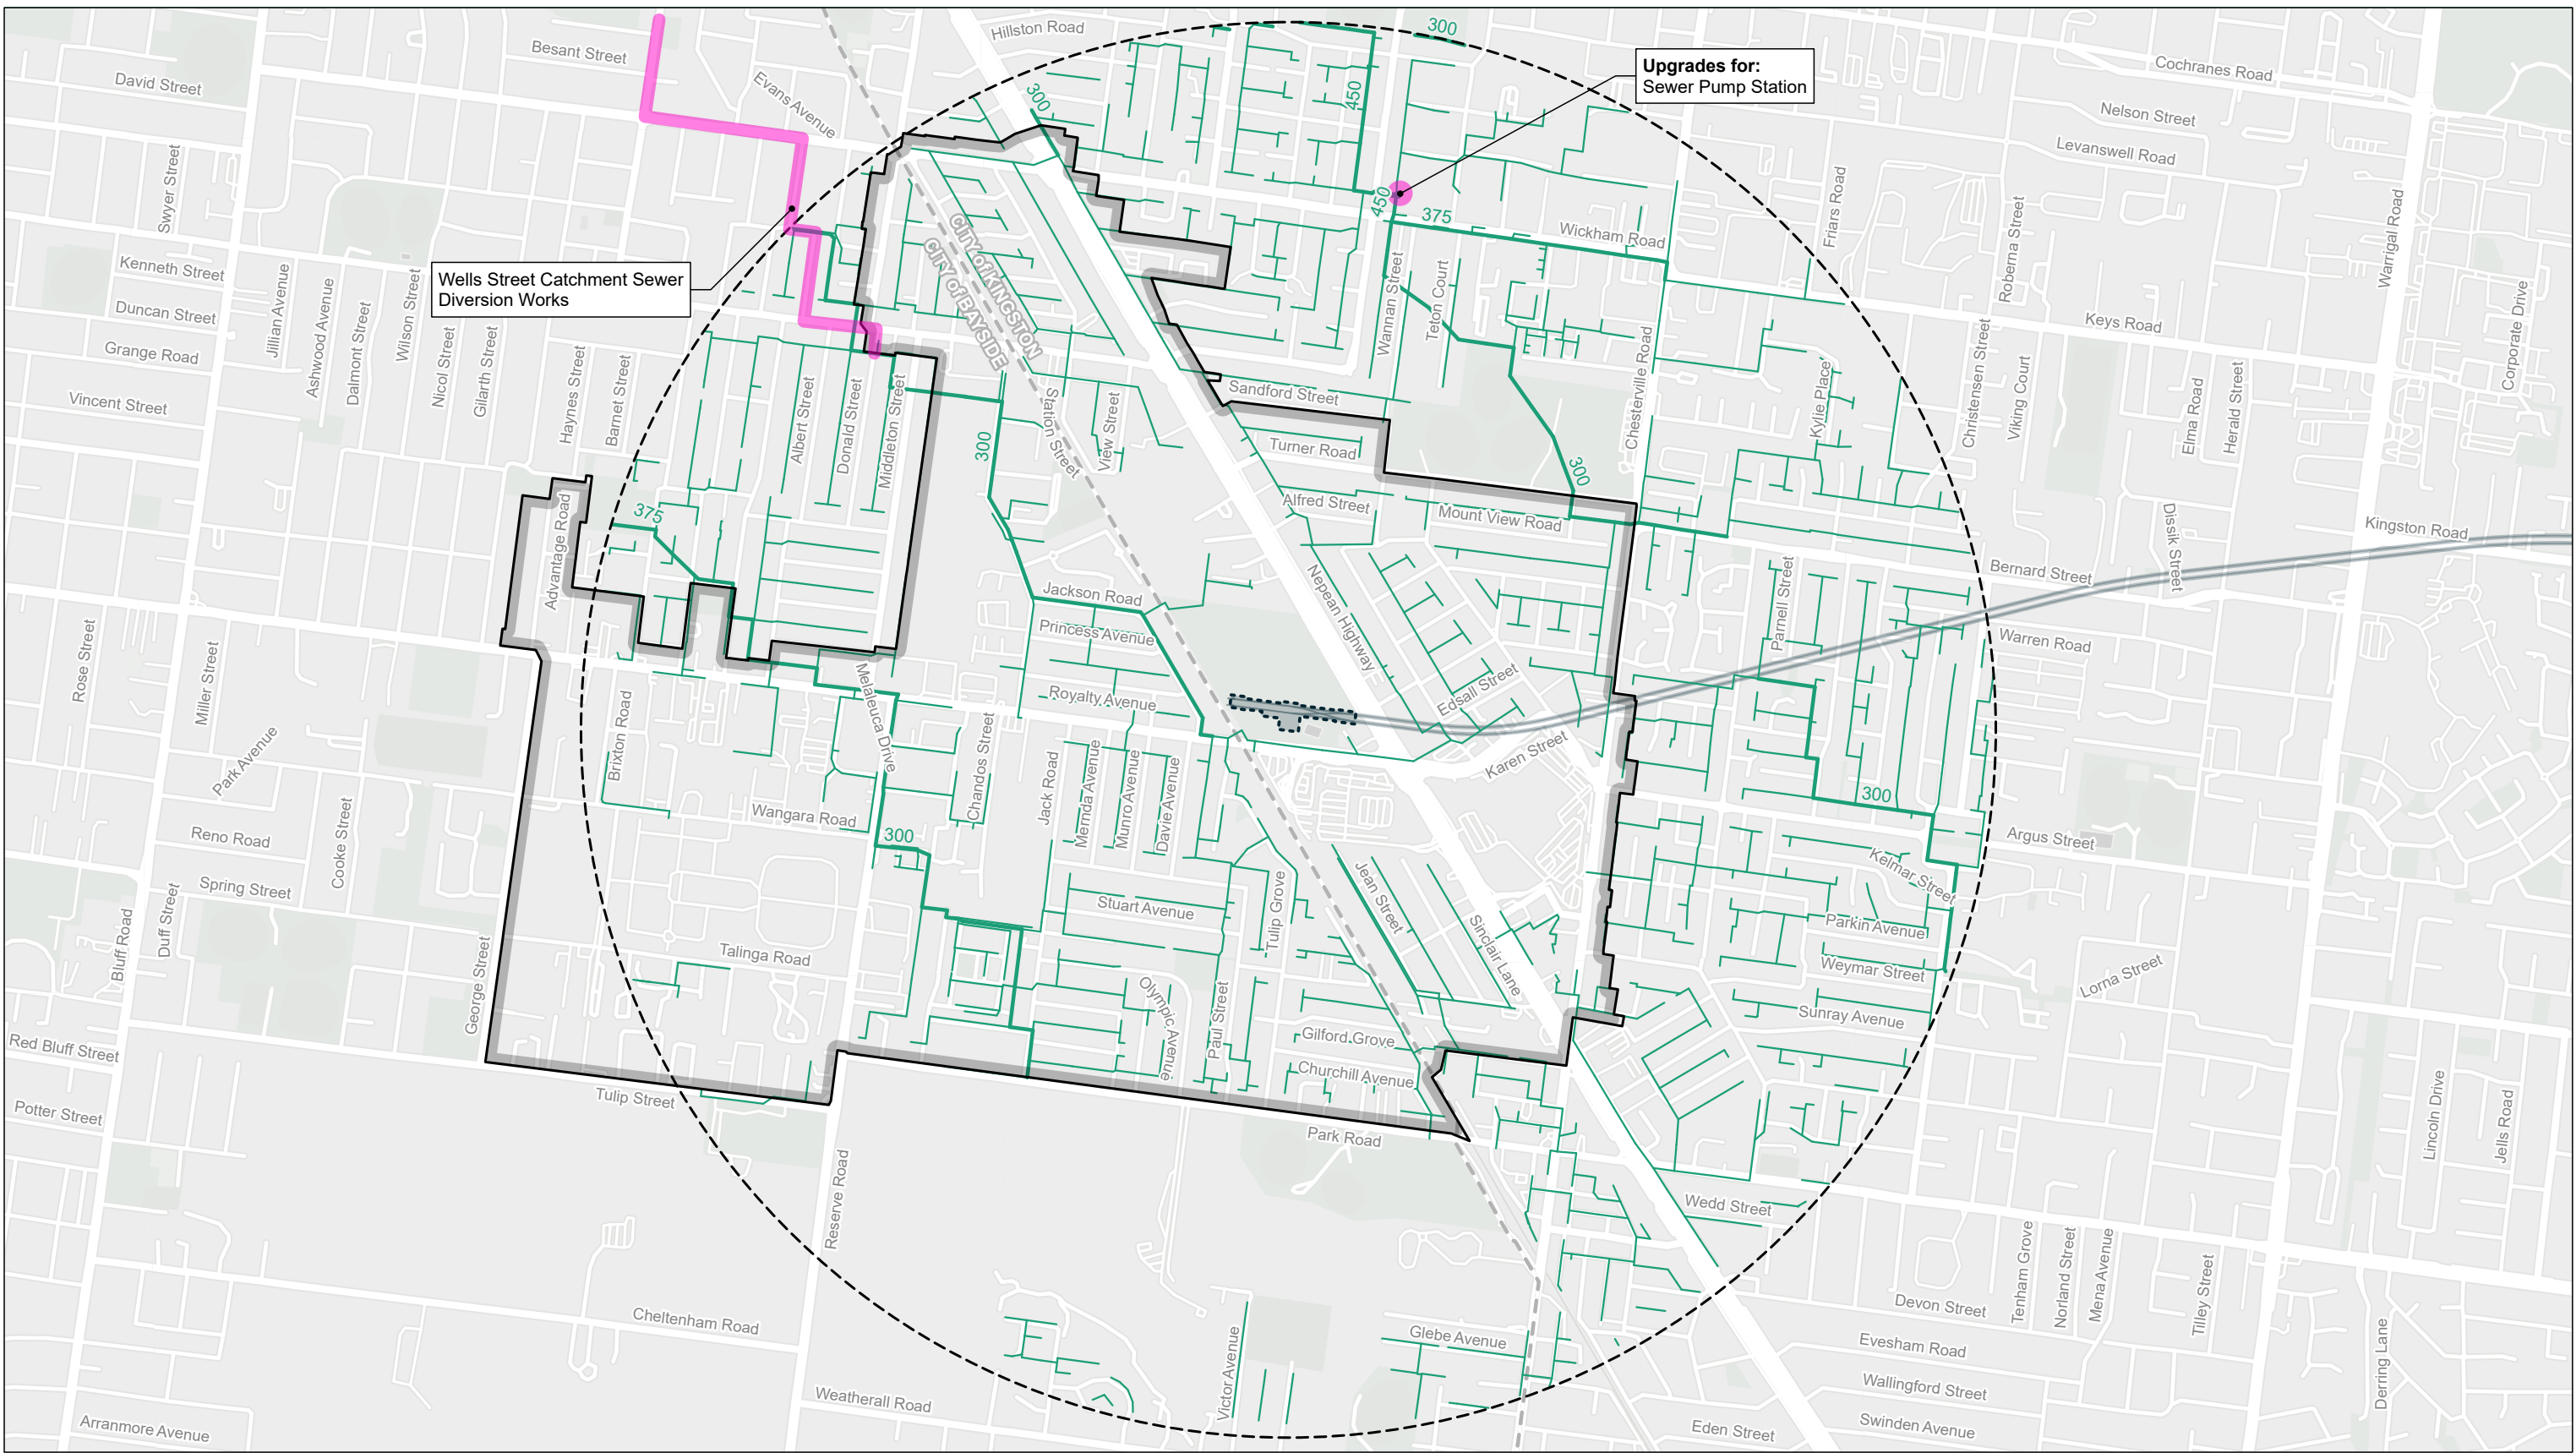 Hillston Road
300
Besant Street
Upgrades for:
Sewer Pump Station
Cochranes Road
David Street
Evans Avenue
300
450
Nelson Street
Levanswell Road
Swyer Street
450
375
Wickham Road
Friars Road
Roberna Street
Warrigal Road
CITY of KINGSTON
CITY of BAYSIDE
Kenneth Street
Wells Street Catchment Sewer
Diversion Works
Duncan Street
Grange Road
Jillian Avenue
Ashwood Avenue
Dalmont Street
Wilson Street
Nicol Street
Gilarth Street
Haynes Street
Barnet Street
Albert Street
Donald Street
Middleton Street
Wannan Street
Teton Court
Chesterville Road
Keys Road
Corporate Drive
Christensen Street
Viking Court
Kylie Place
Elma Road
Herald Street
Vincent Street
Sandford Street
Station Street
View Street
300
Turner Road
300
Alfred Street
Mount View Road
Kingston Road
375
Advantage Road
Dissik Street
Bernard Street
Nepean Highway
Jackson Road
Princess Avenue
Parnell Street
Warren Road
Rose Street
Miller Street
Royalty Avenue
Edsall Street
Melaleuca Drive
Brixton Road
Chandos Street
Park Avenue
Jack Road
Mernda Avenue
Munro Avenue
Davie Avenue
Karen Street
300
Wangara Road
300
Reno Road
Cooke Street
Argus Street
Kelmar Street
Spring Street
Jean Street
Stuart Avenue
Tulip Grove
Parkin Avenue
Sinclair Lane
Bluff Road
Duff Street
George Street
Talinga Road
Weymar Street
Lorna Street
Olympic Avenue
Paul Street
Sunray Avenue
Gilford Grove
Red Bluff Street
Churchill Avenue
Tulip Street
Potter Street
Park Road
Lincoln Drive
Jells Road
Reserve Road
Wedd Street
Tenham Grove
Norland Street
Mena Avenue
Tilley Street
Devon Street
Cheltenham Road
Glebe Avenue
Evesham Road
Victor Avenue
Wallingford Street
Derring Lane
Weatherall Road
Arranmore Avenue
Eden Street
Swinden Avenue